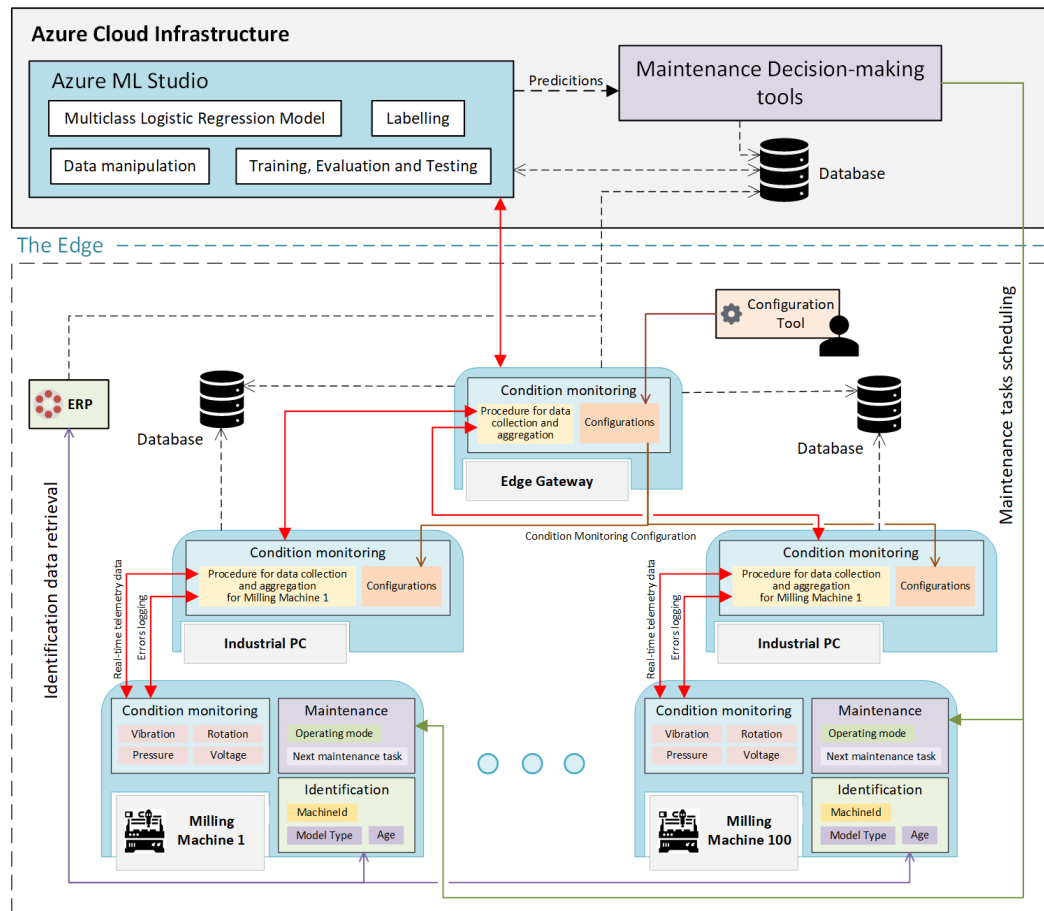 Azure Cloud Infrastructure
Azure ML Studio
Multiclass Logistic Regression Model
Labelling
Data manipulation
Training, Evaluation and Testing
Predicitions
Maintenance Decision-making
tools
Database
The Edge
Maintenance tasks scheduling
Configuration
Tool
ERP
Identification data retrieval
Database
Condition monitoring
Procedure for data
collection and
aggregation
Configurations
Edge Gateway
Database
Condition Monitoring Configuration
Condition monitoring
Procedure for data collection
and aggregation
for Milling Machine 1
Configurations
Industrial PC
Real-time telemetry data
Errors logging
Condition monitoring
Procedure for data collection
and aggregation
for Milling Machine 1
Configurations
Industrial PC
Real-time telemetry data
Errors logging
Condition monitoring
Vibration
Rotation
Pressure
Voltage
Maintenance
Operating mode
Next maintenance task
Identification
MachineId
Model Type
Age
Milling
Machine 1
Condition monitoring
Vibration
Rotation
Pressure
Voltage
Maintenance
Operating mode
Next maintenance task
Identification
MachineId
Model Type
Age
Milling
Machine 100